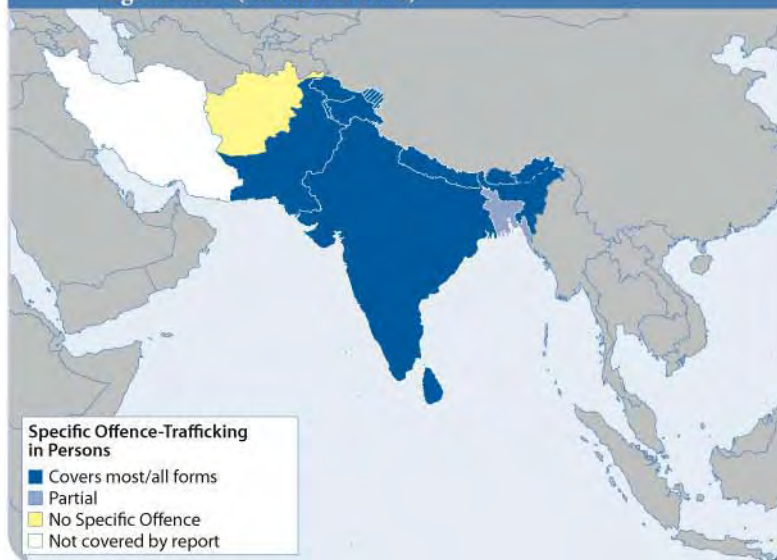 Specific Offence-Trafficking
in Persons
Covers most/all forms
Partial
No Specific Offence
Not covered by report